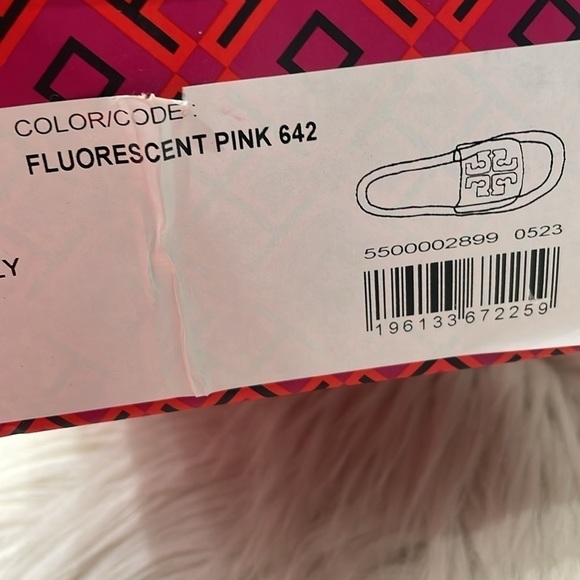 COLOR/CODE :
FLUORESCENT PINK 642
LY
5500002899 0523
196133672259